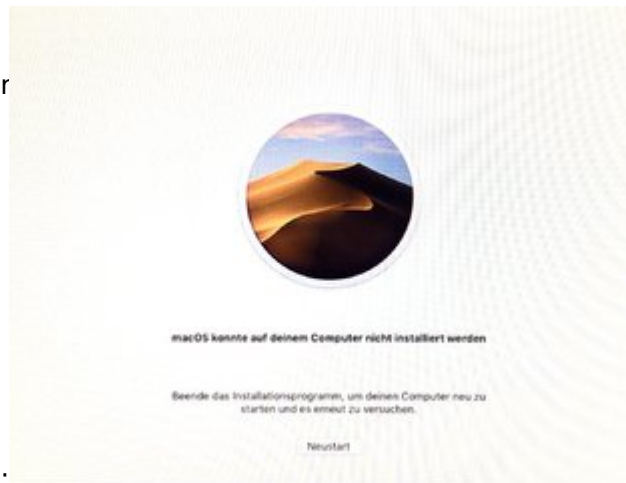 r
macOS konnte auf deinem Computer nicht installiert werden
Beende das Installationsprogramm, um deinen Computer neu zu
starten und es erneut zu versuchen.
Neustart
.